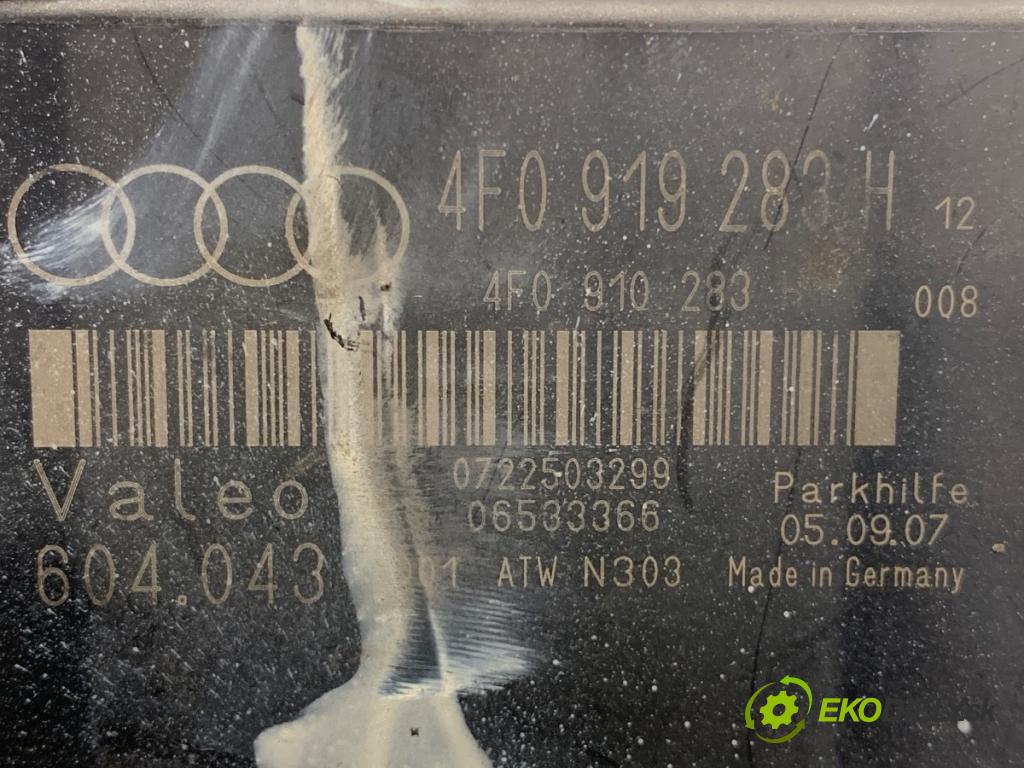 4F0 919 283 H 12
4F0 910 283 008
Valeo 0722503299 Parkhilfe
06533366 05.09.07
604.043 001 ATW N303 Made in Germany
EKO